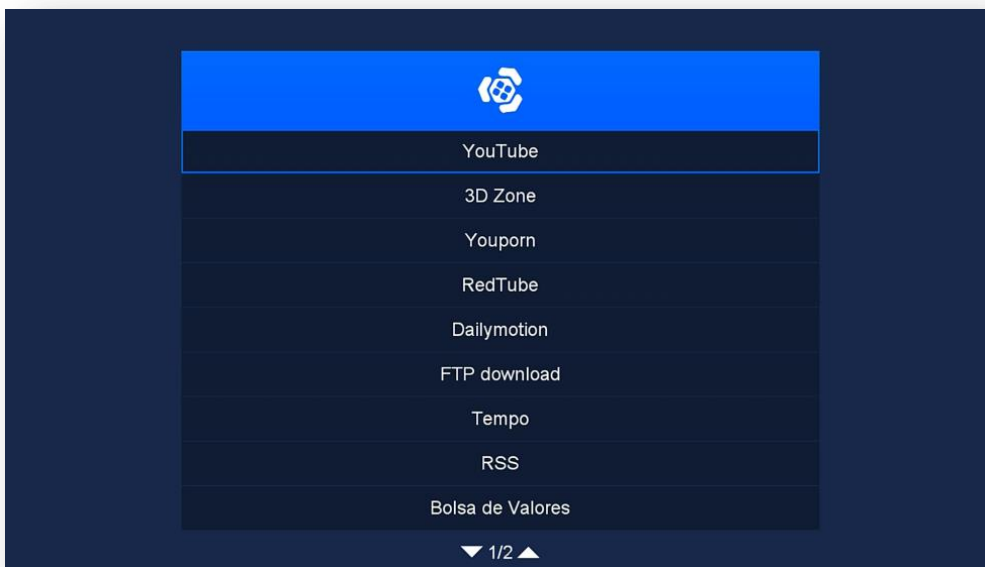 YouTube
3D Zone
Youporn
RedTube
Dailymotion
FTP download
Tempo
RSS
Bolsa de Valores
1/2